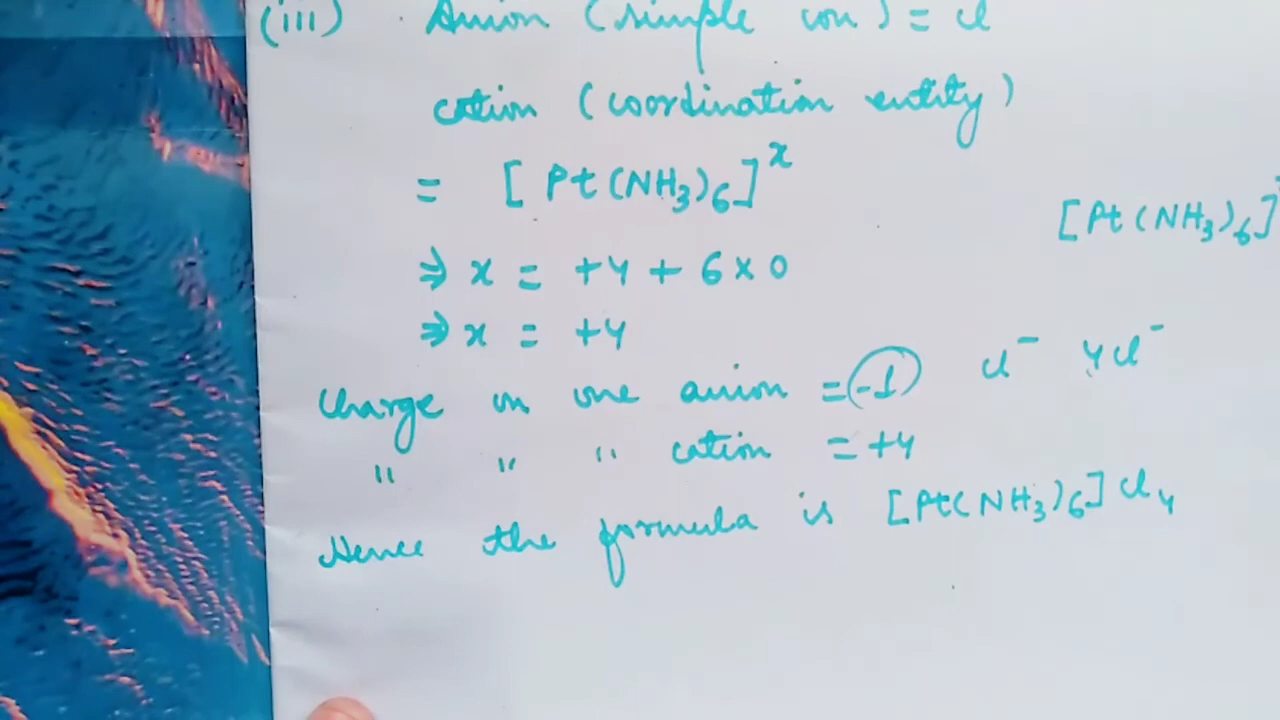 (iii) Anion (simple ion) = Cl
cation (coordination entity)
= [Pt(NH₃)₆]ˣ
[Pt(NH₃)₆]
⇒ x = +4 + 6 × 0
⇒ x = +4
Charge on one anion = -1 Cl⁻ 4Cl⁻
" " " cation = +4
Hence the formula is [Pt(NH₃)₆]Cl₄